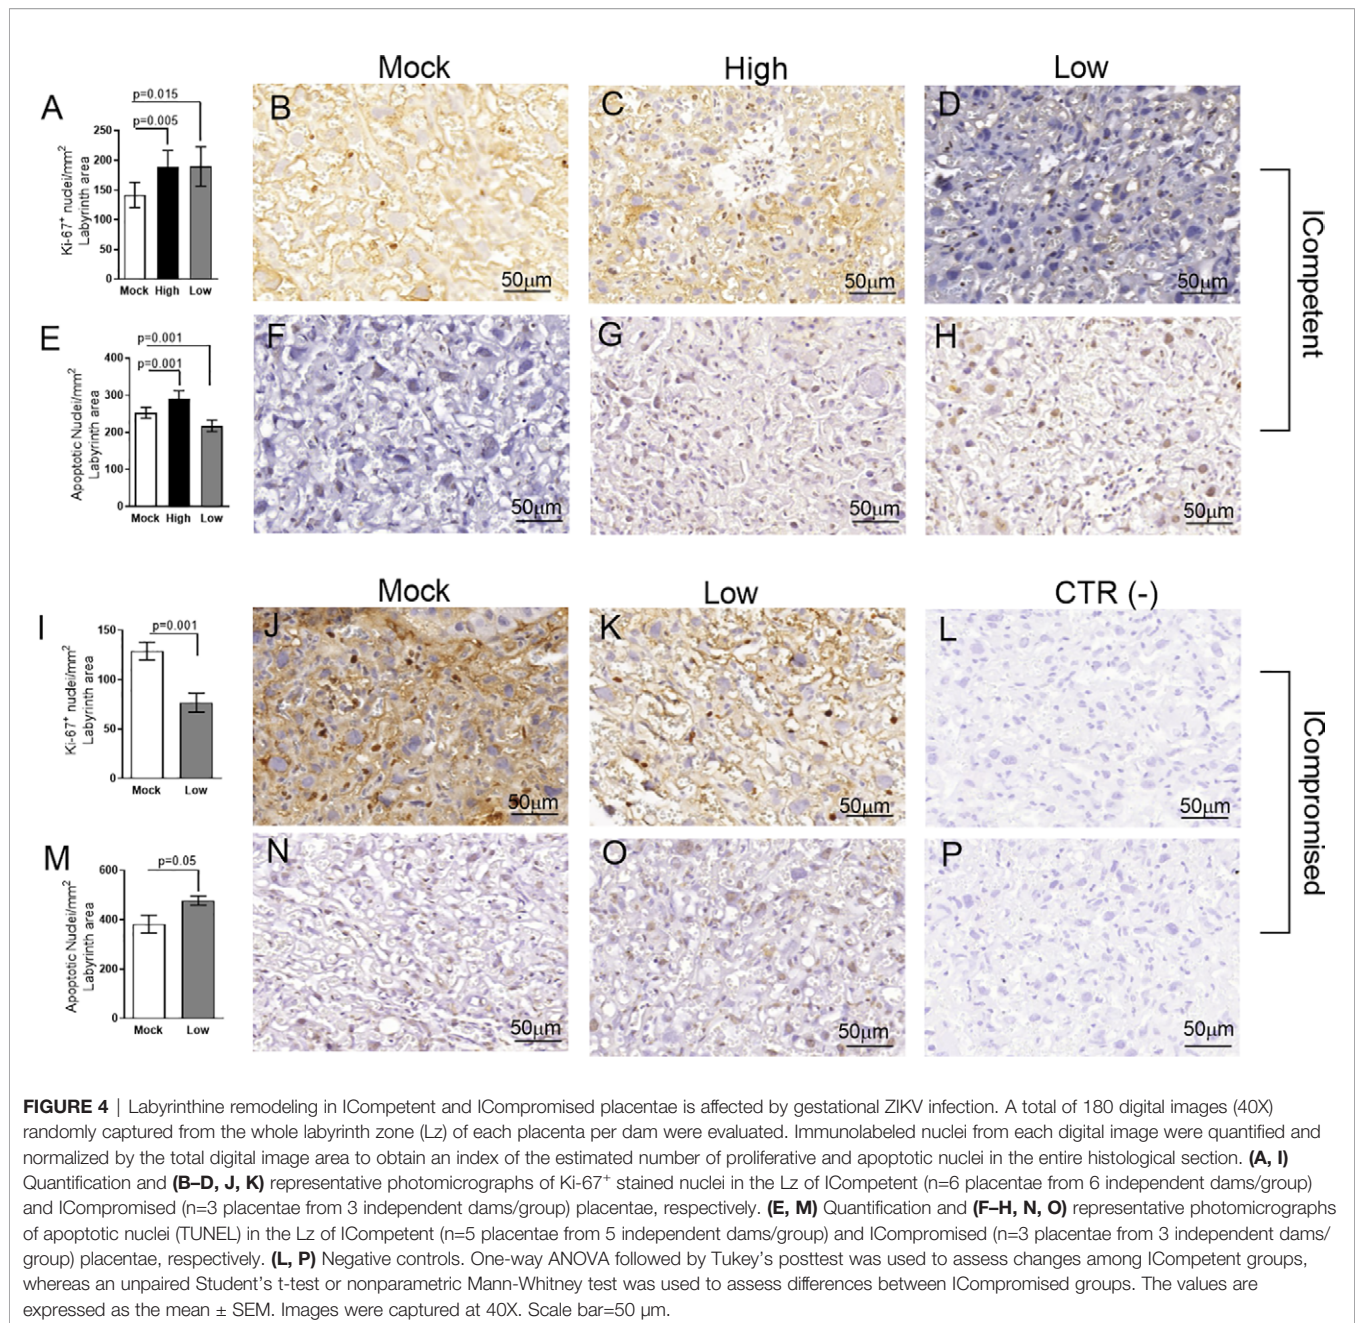 Mock High Low
A
p=0.015
p=0.005
Ki-67⁺ nuclei/mm²
Labyrinth area
250
200
150
100
50
0
Mock High Low
B
50µm
C
50µm
D
50µm
E
p=0.001
p=0.001
Apoptotic Nuclei/mm²
Labyrinth area
400
300
200
100
0
Mock High Low
F
50µm
G
50µm
H
50µm
ICompetent
Mock Low CTR (-)
I
p=0.001
Ki-67⁺ nuclei/mm²
Labyrinth area
150
100
50
0
Mock Low
J
50µm
K
50µm
L
50µm
M
p=0.05
Apoptotic Nuclei/mm²
Labyrinth area
600
400
200
0
Mock Low
N
50µm
O
50µm
P
50µm
ICompromised
FIGURE 4 | Labyrinthine remodeling in ICompetent and ICompromised placentae is affected by gestational ZIKV infection. A total of 180 digital images (40X)
randomly captured from the whole labyrinth zone (Lz) of each placenta per dam were evaluated. Immunolabeled nuclei from each digital image were quantified and
normalized by the total digital image area to obtain an index of the estimated number of proliferative and apoptotic nuclei in the entire histological section. (A, I)
Quantification and (B–D, J, K) representative photomicrographs of Ki-67⁺ stained nuclei in the Lz of ICompetent (n=6 placentae from 6 independent dams/group)
and ICompromised (n=3 placentae from 3 independent dams/group) placentae, respectively. (E, M) Quantification and (F–H, N, O) representative photomicrographs
of apoptotic nuclei (TUNEL) in the Lz of ICompetent (n=5 placentae from 5 independent dams/group) and ICompromised (n=3 placentae from 3 independent dams/
group) placentae, respectively. (L, P) Negative controls. One-way ANOVA followed by Tukey’s posttest was used to assess changes among ICompetent groups,
whereas an unpaired Student’s t-test or nonparametric Mann-Whitney test was used to assess differences between ICompromised groups. The values are
expressed as the mean ± SEM. Images were captured at 40X. Scale bar=50 µm.